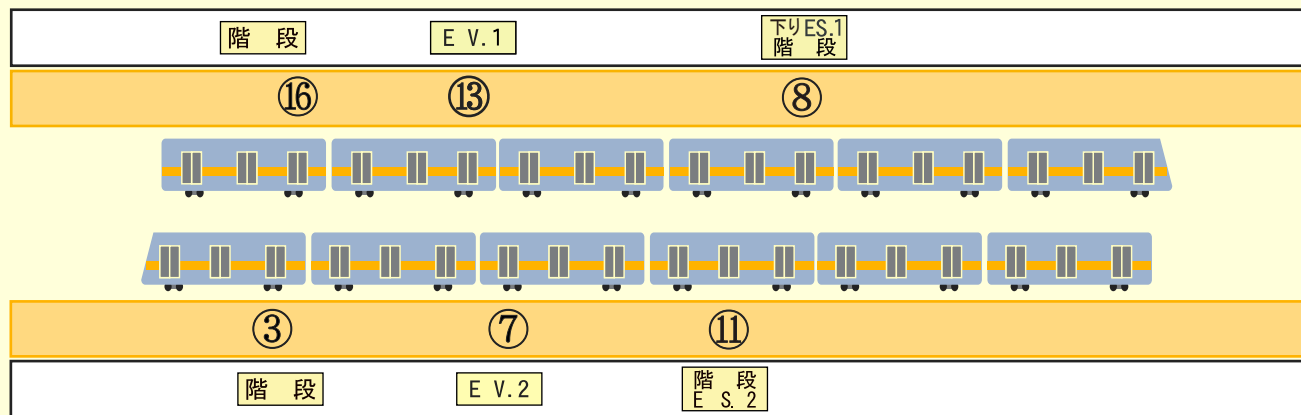 階 段
E V.1
下りES.1
階 段
⑯
⑬
⑧
③
⑦
⑪
階 段
E V.2
階 段
E S.2